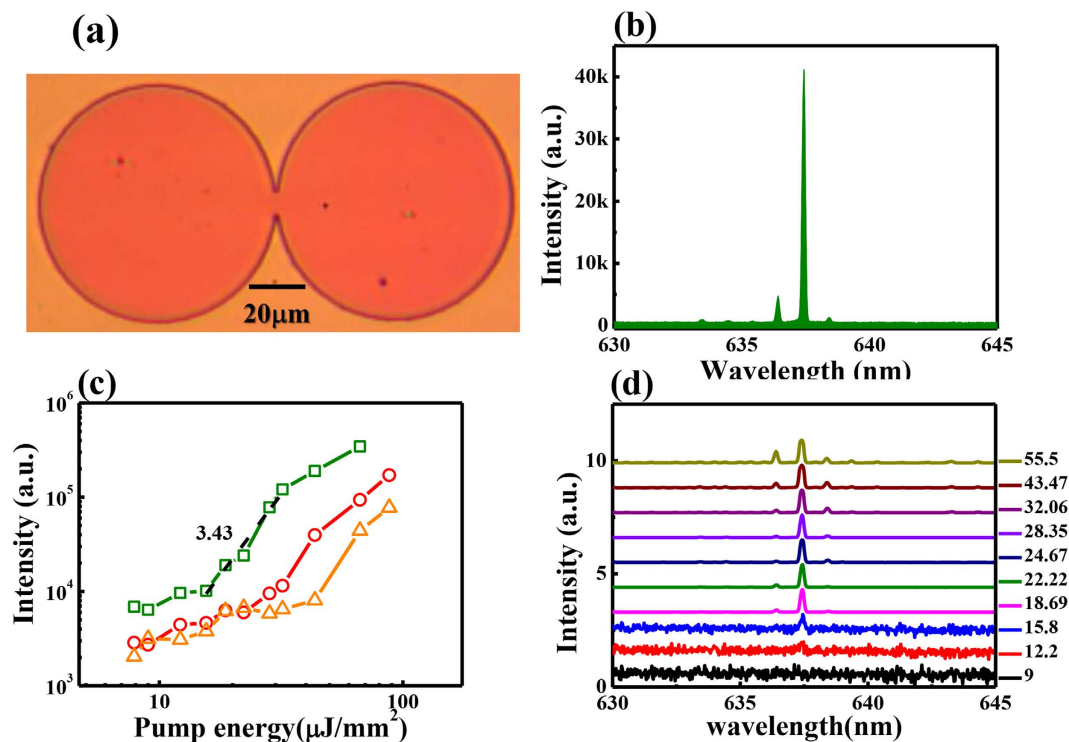 (a)
20μm
(b)
Intensity (a.u.)
40k
30k
20k
10k
0
630
635
640
645
Wavelength (nm)
(c)
Intensity (a.u.)
10⁶
10⁵
10⁴
10³
3.43
10
100
Pump energy(μJ/mm²)
(d)
Intensity (a.u.)
10
5
0
55.5
43.47
32.06
28.35
24.67
22.22
18.69
15.8
12.2
9
630
635
640
645
wavelength(nm)